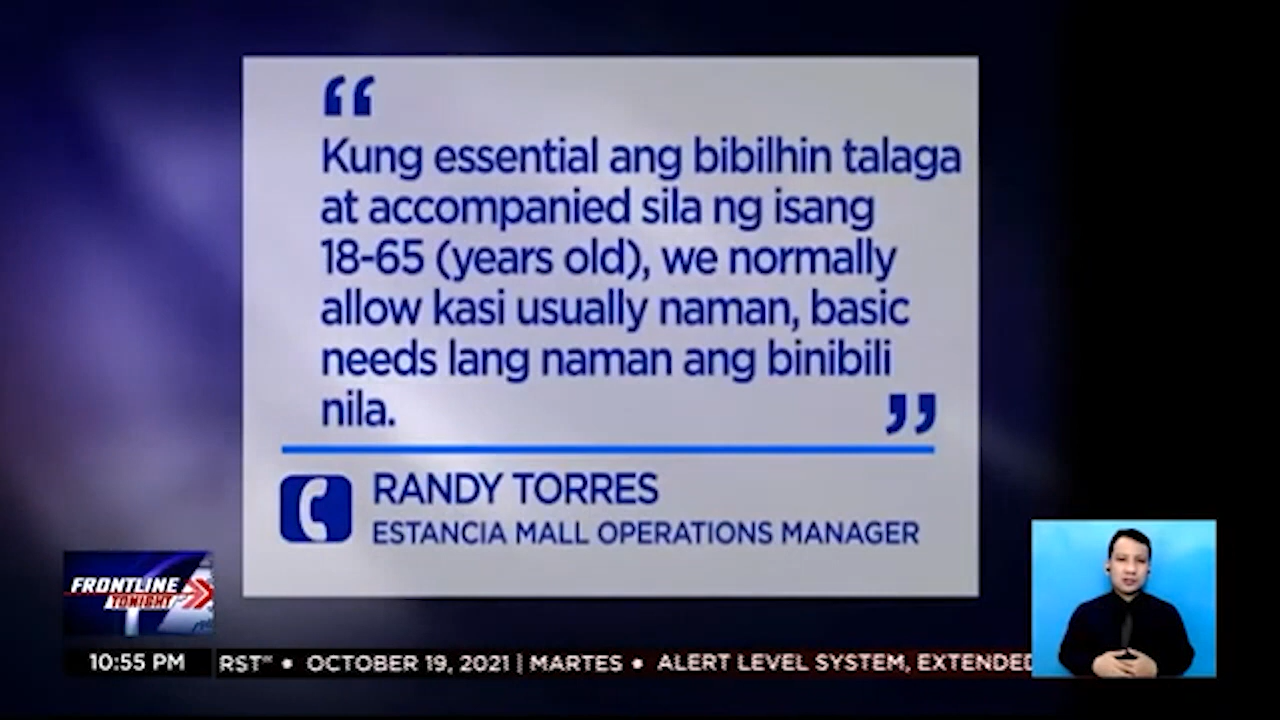 “
Kung essential ang bibilhin talaga
at accompanied sila ng isang
18-65 (years old), we normally
allow kasi usually naman, basic
needs lang naman ang binibili
nila.
”
RANDY TORRES
ESTANCIA MALL OPERATIONS MANAGER
FRONTLINE
TONIGHT
10:55 PM
RST" • OCTOBER 19, 2021 | MARTES • ALERT LEVEL SYSTEM, EXTENDED